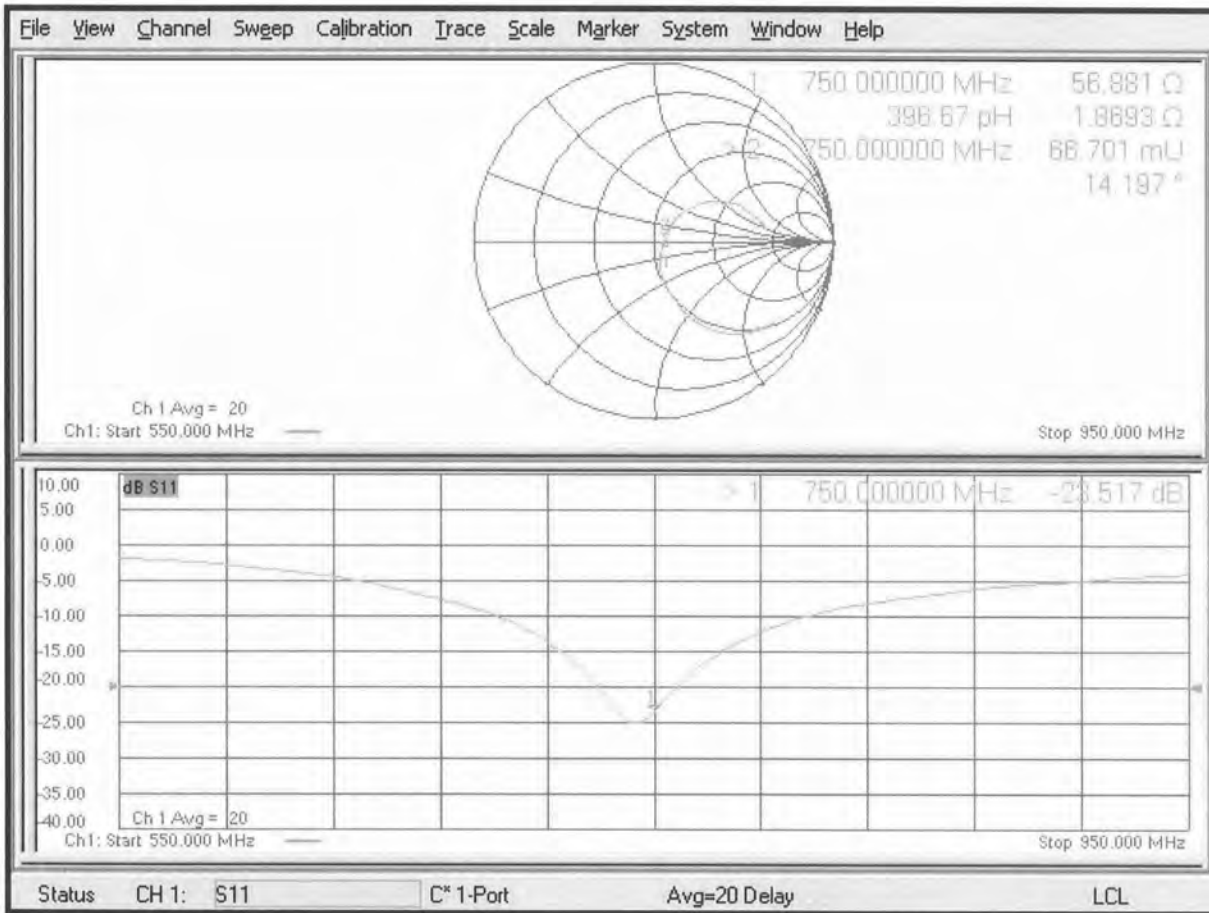 File View Channel Sweep Calibration Trace Scale Marker System Window Help
1: 750.000000 MHz 56.881 Ω
396.67 pH 1.8693 Ω
> 2: 750.000000 MHz 66.701 mU
14.197 °
Ch 1 Avg = 20
Ch1: Start 550.000 MHz Stop 950.000 MHz
10.00 dB S11 > 1: 750.000000 MHz -23.517 dB
5.00
0.00
-5.00
-10.00
-15.00
-20.00
1
-25.00
-30.00
-35.00
-40.00 Ch 1 Avg = 20
Ch1: Start 550.000 MHz Stop 950.000 MHz
Status CH 1: S11 C* 1-Port Avg=20 Delay LCL